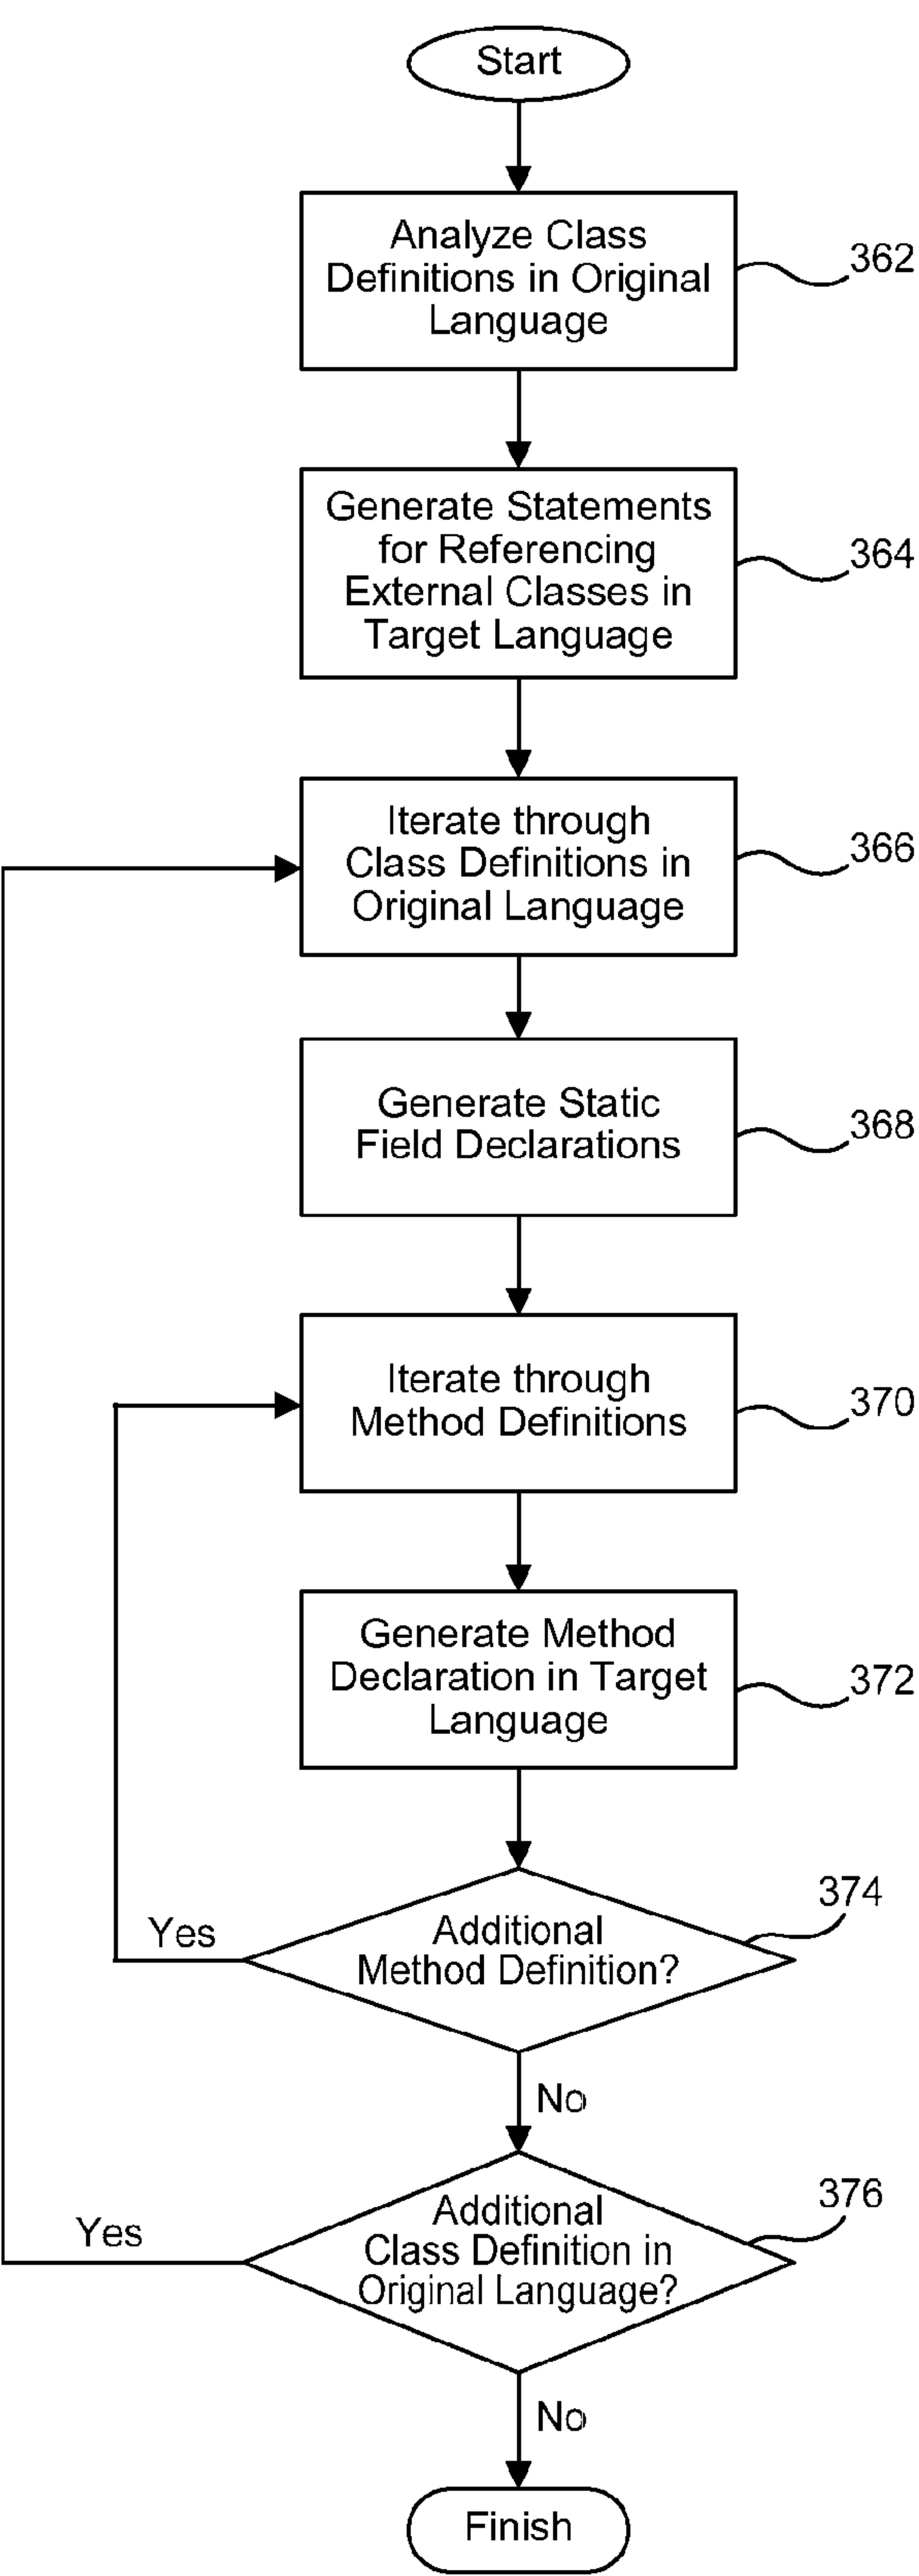 Start
Analyze Class
Definitions in Original
Language
362
Generate Statements
for Referencing
External Classes in
Target Language
364
Iterate through
Class Definitions in
Original Language
366
Generate Static
Field Declarations
368
Iterate through
Method Definitions
370
Generate Method
Declaration in Target
Language
372
Additional
Method Definition?
374
Yes
No
Additional
Class Definition in
Original Language?
376
Yes
No
Finish